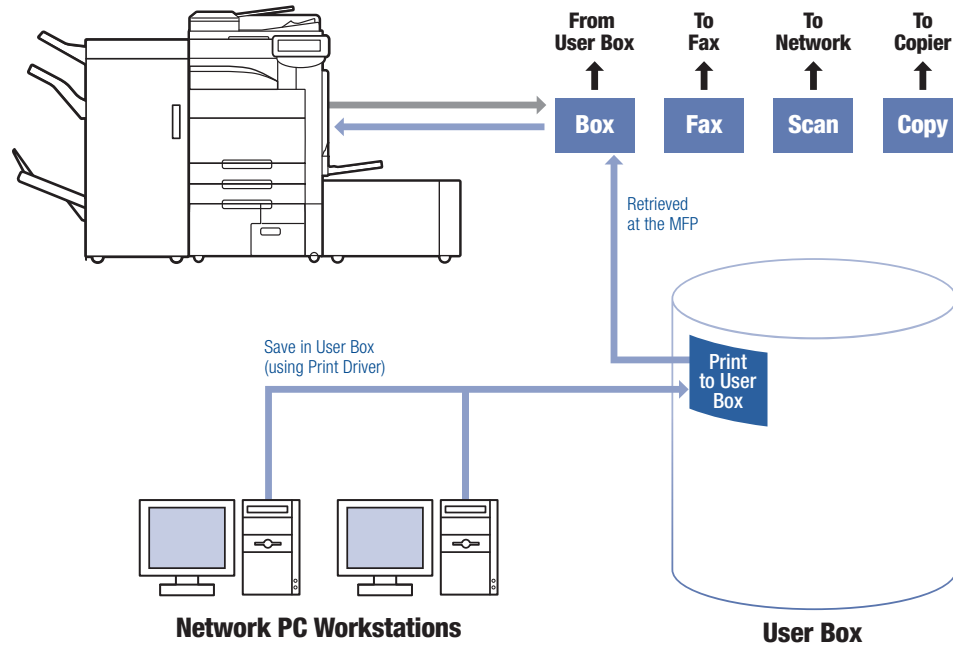 From
User Box
To
Fax
To
Network
To
Copier
Box
Fax
Scan
Copy
Retrieved
at the MFP
Save in User Box
(using Print Driver)
Print
to User
Box
Network PC Workstations
User Box